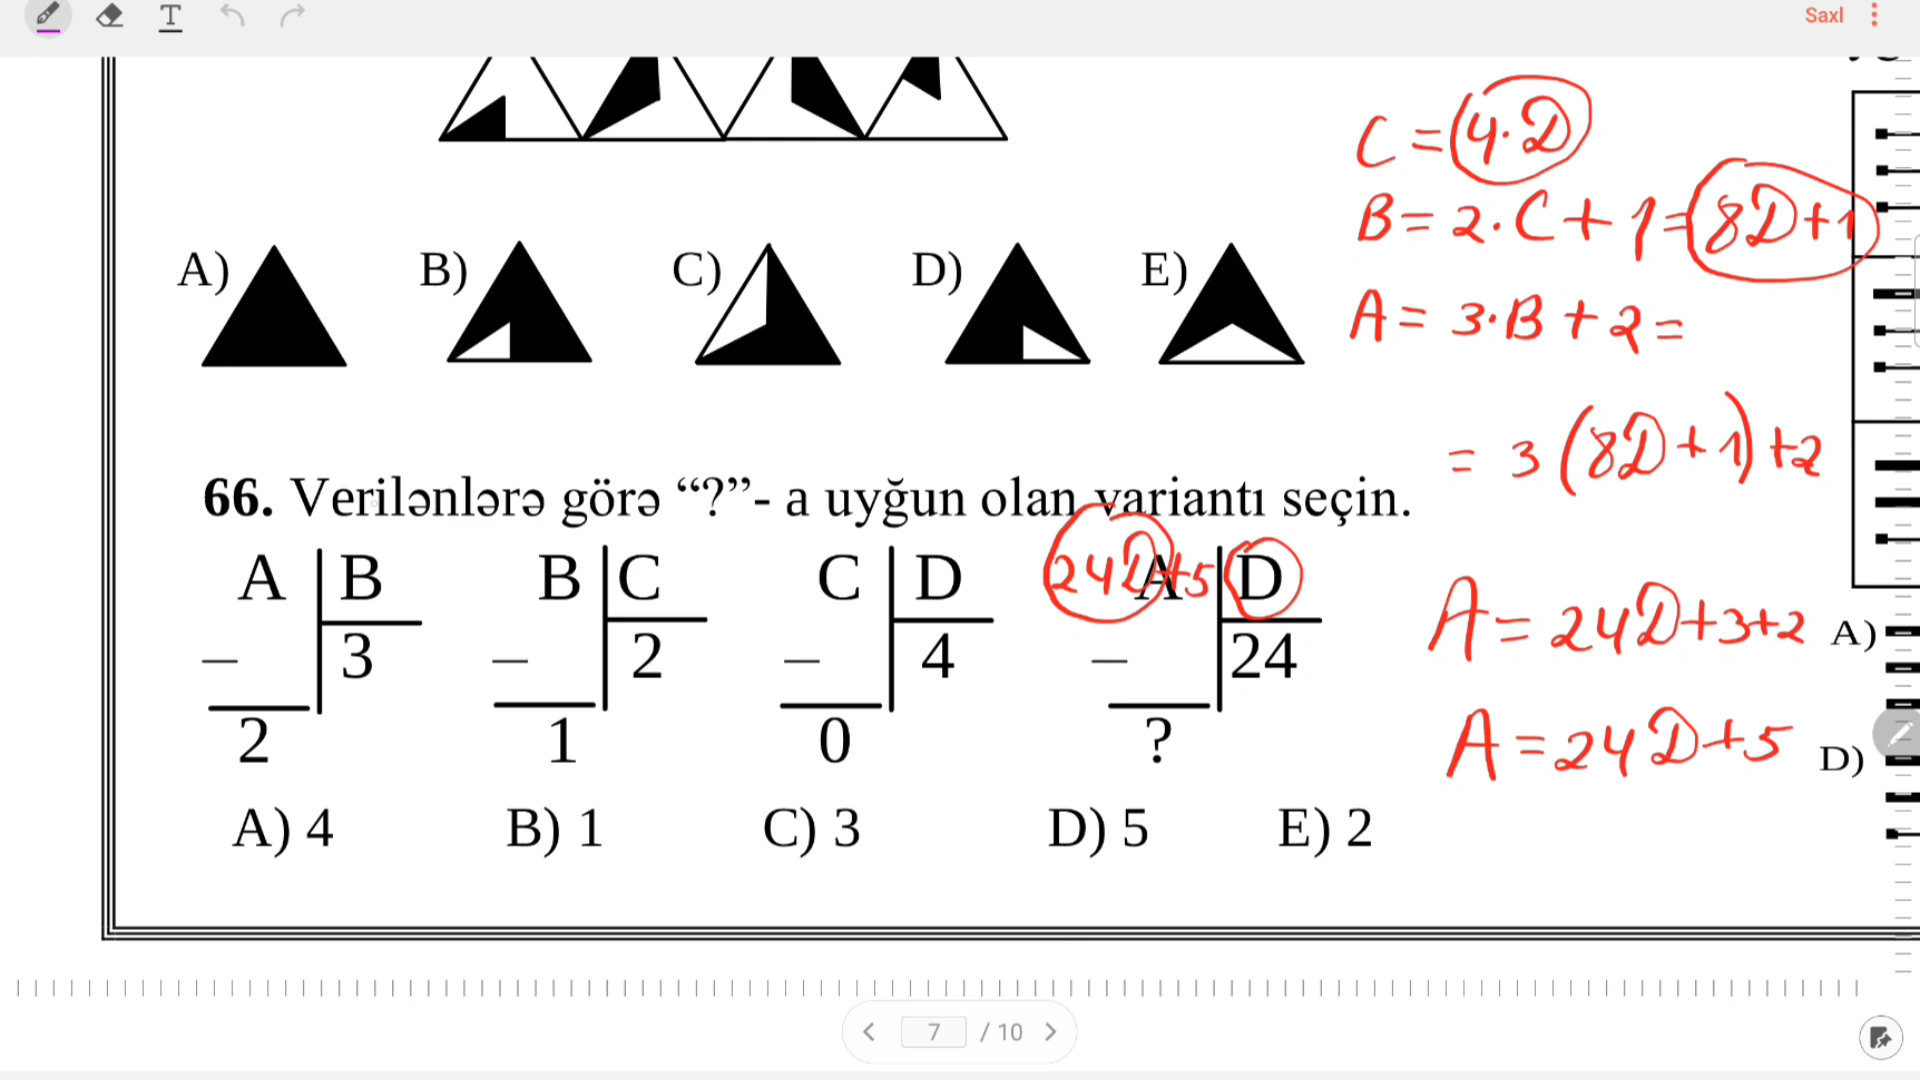 Saxl
A) B) C) D) E)
66. Verilənlərə görə “?”- a uyğun olan variantı seçin.
A B B C C D A D
– 3 – 2 – 4 – 24
2 1 0 ?
A) 4 B) 1 C) 3 D) 5 E) 2
C = 4·D
B = 2·C + 1 = 8D+1
A = 3·B + 2 =
= 3(8D+1)+2
24D+5
A = 24D+3+2
A = 24D+5
A)
D)
7 / 10